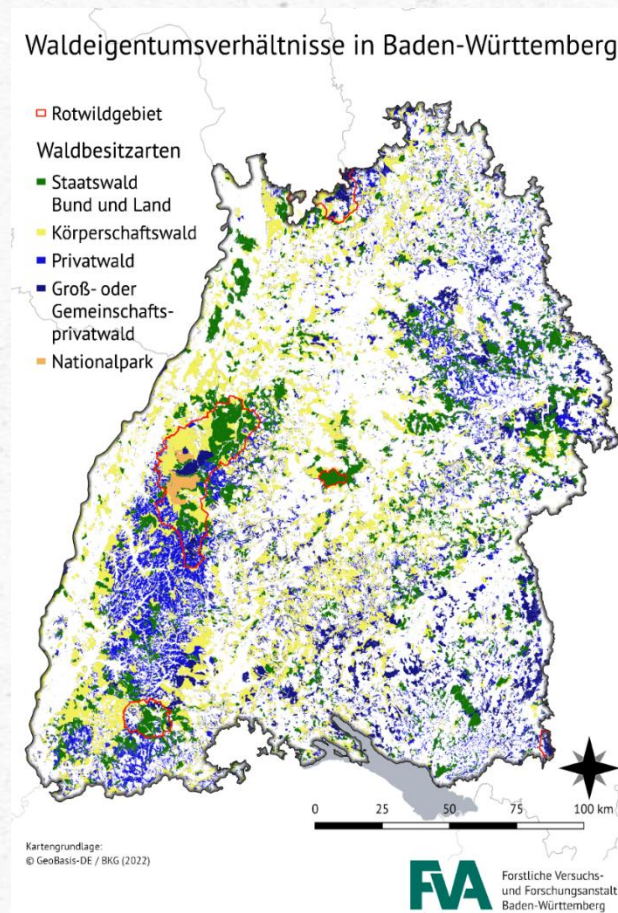 Waldeigentumsverhältnisse in Baden-Württemberg
Rotwildgebiet
Waldbesitzarten
Staatswald
Bund und Land
Körperschaftswald
Privatwald
Groß- oder
Gemeinschafts-
privatwald
Nationalpark
0 25 50 75 100 km
Kartengrundlage:
© GeoBasis-DE / BKG (2022)
FVA
Forstliche Versuchs-
und Forschungsanstalt
Baden-Württemberg